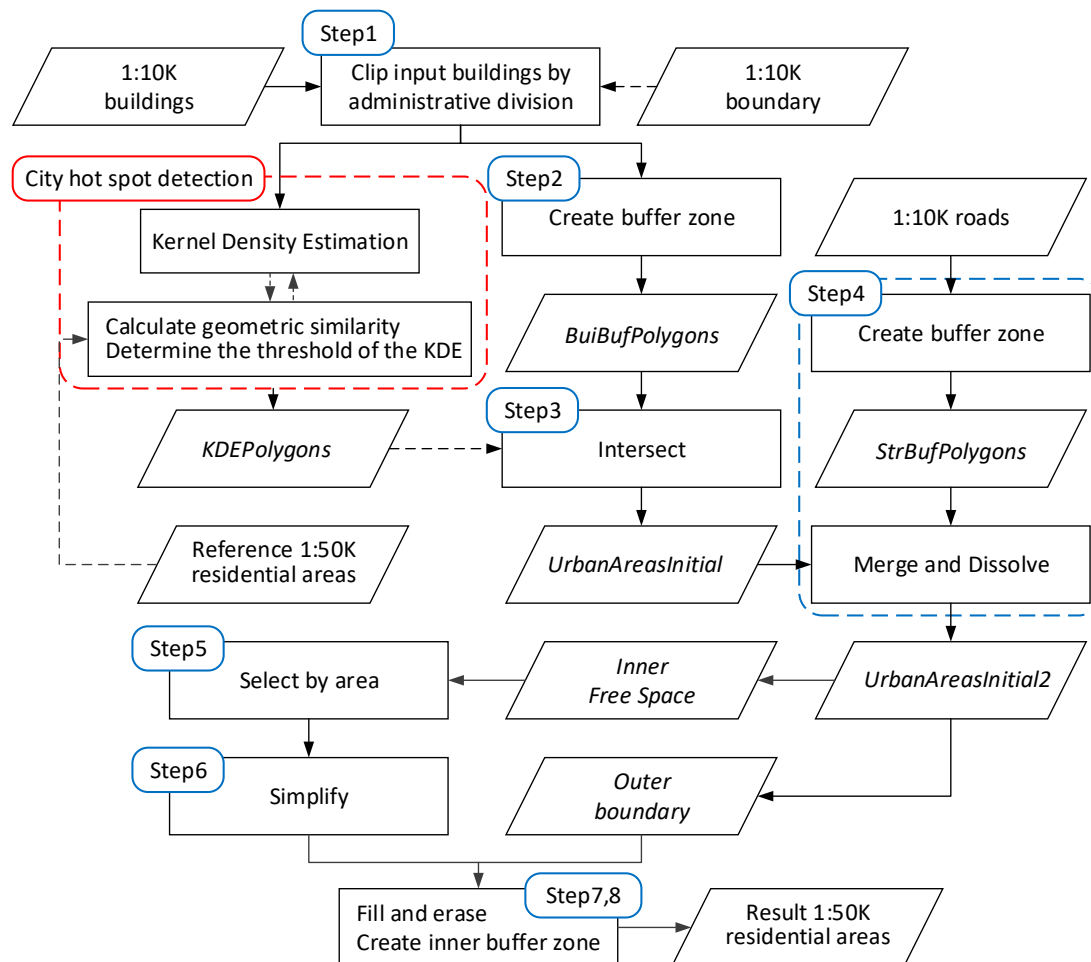 Step1
1:10K
buildings
Clip input buildings by
administrative division
1:10K
boundary
City hot spot detection
Step2
Kernel Density Estimation
Create buffer zone
1:10K roads
Step4
Calculate geometric similarity
Determine the threshold of the KDE
BuiBufPolygons
Create buffer zone
Step3
KDEPolygons
Intersect
StrBufPolygons
Reference 1:50K
residential areas
UrbanAreasInitial
Merge and Dissolve
Step5
Select by area
Inner
Free Space
UrbanAreasInitial2
Step6
Simplify
Outer
boundary
Step7,8
Fill and erase
Create inner buffer zone
Result 1:50K
residential areas